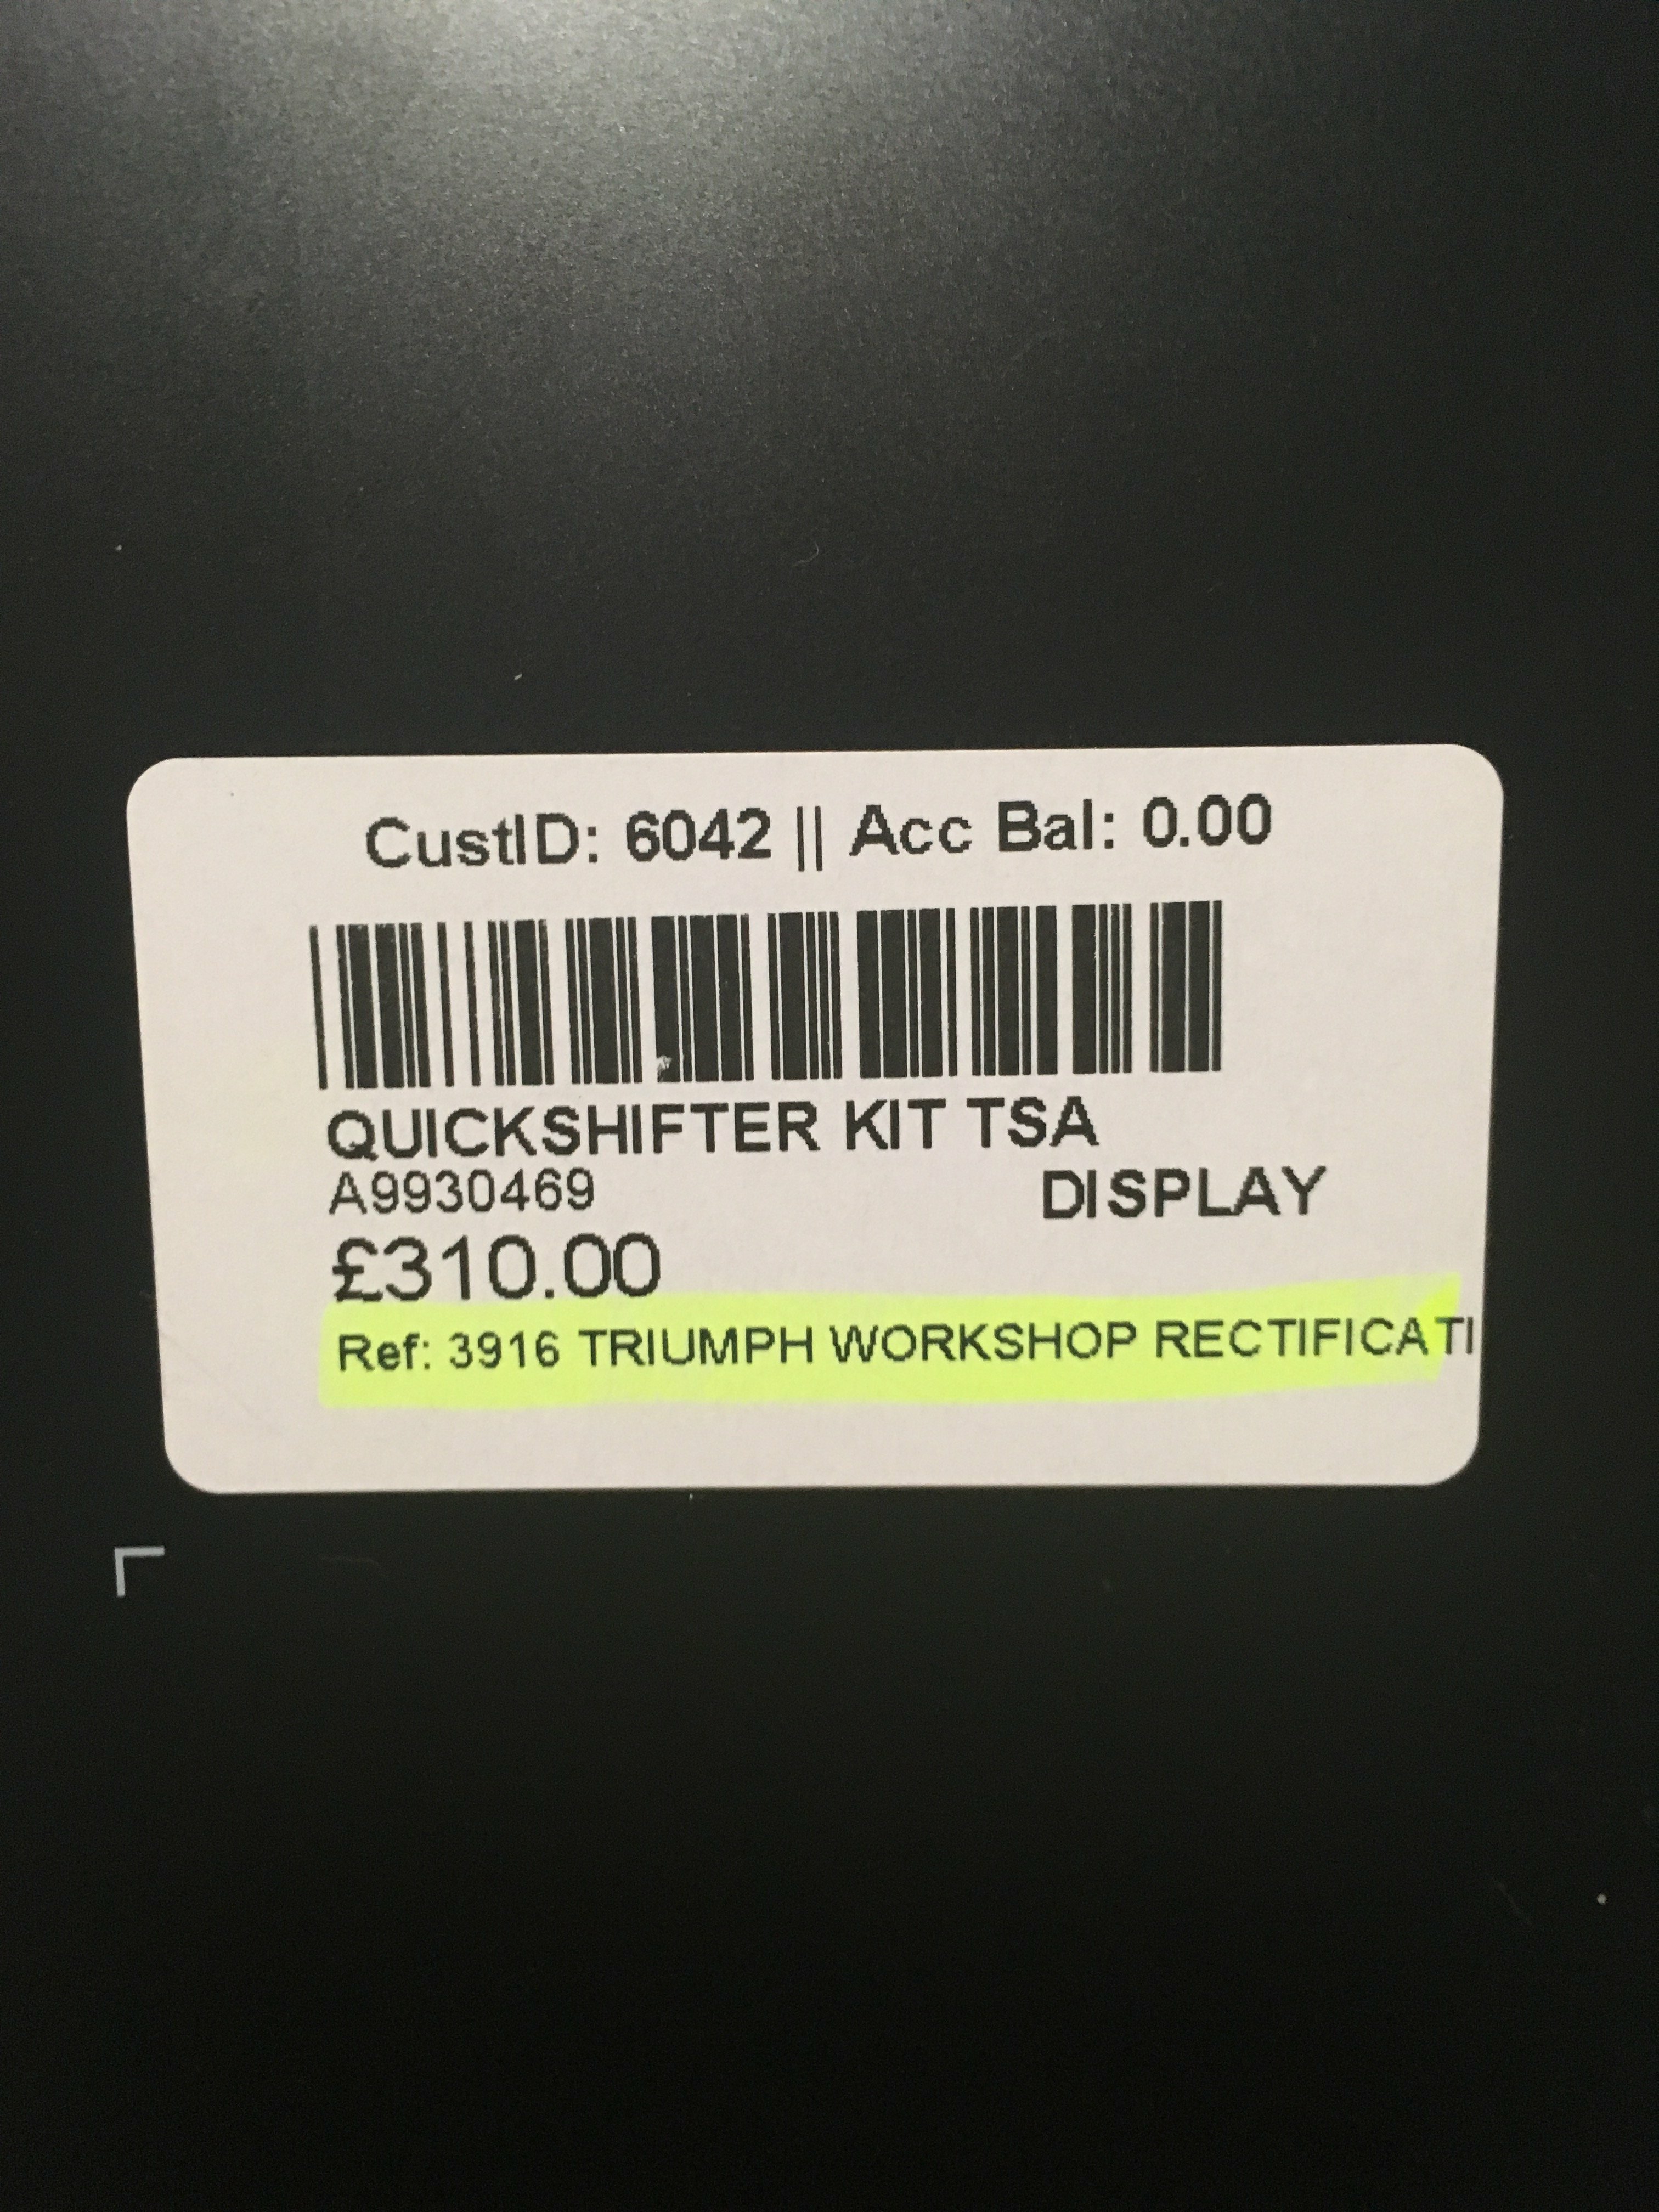 CustID: 6042 || Acc Bal: 0.00
QUICKSHIFTER KIT TSA
A9930469 DISPLAY
£310.00
Ref: 3916 TRIUMPH WORKSHOP RECTIFICATI